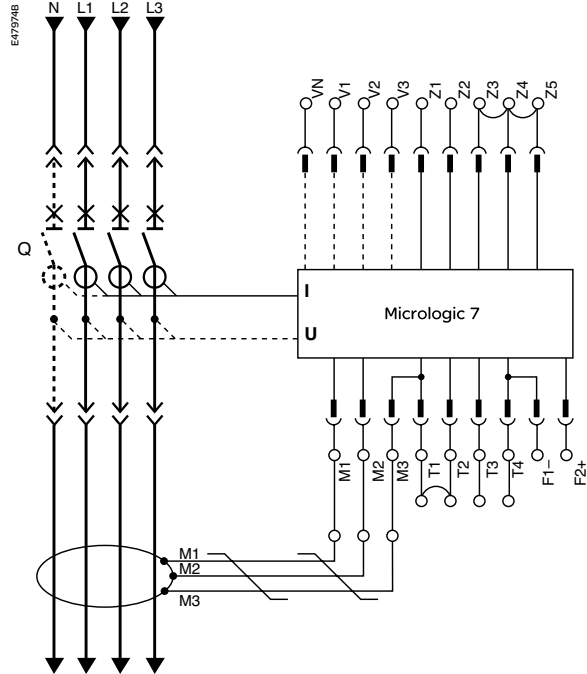 E47974B
N L1 L2 L3
VN V1 V2 V3 Z1 Z2 Z3 Z4 Z5
Q
I
Micrologic 7
U
M1 M2 M3 T1 T2 T3 T4 F1– F2+
M1
M2
M3